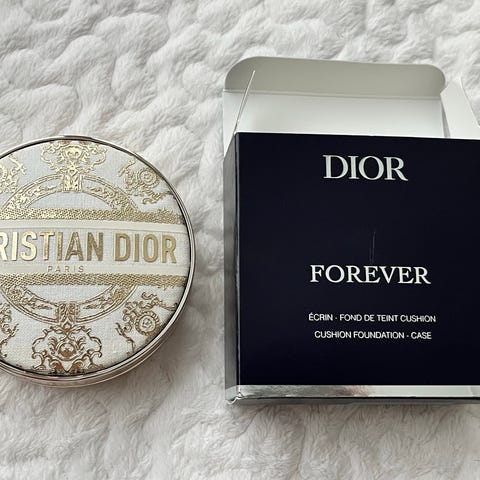 RISTIAN DIOR
PARIS
DIOR
FOREVER
ÉCRIN - FOND DE TEINT CUSHION
CUSHION FOUNDATION - CASE